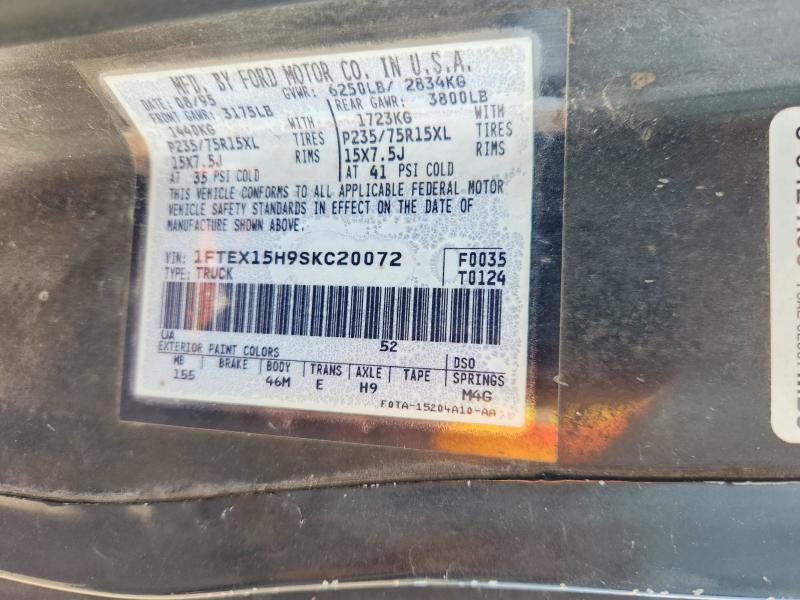 MFD. BY FORD MOTOR CO. IN U.S.A.
DATE: 08/95 GVWR: 6250LB/ 2834KG
FRONT GAWR: 3175LB REAR GAWR: 3800LB
1440KG WITH 1723KG WITH
P235/75R15XL TIRES P235/75R15XL TIRES
15X7.5J RIMS 15X7.5J RIMS
AT 35 PSI COLD AT 41 PSI COLD
THIS VEHICLE CONFORMS TO ALL APPLICABLE FEDERAL MOTOR
VEHICLE SAFETY STANDARDS IN EFFECT ON THE DATE OF
MANUFACTURE SHOWN ABOVE.
VIN: 1FTEX15H9SKC20072 F0035
TYPE: TRUCK T0124
UA 52
EXTERIOR PAINT COLORS DSO
WB BRAKE BODY TRANS AXLE TAPE SPRINGS
155 46M E H9 M4G
F0TA-15204A10-AA